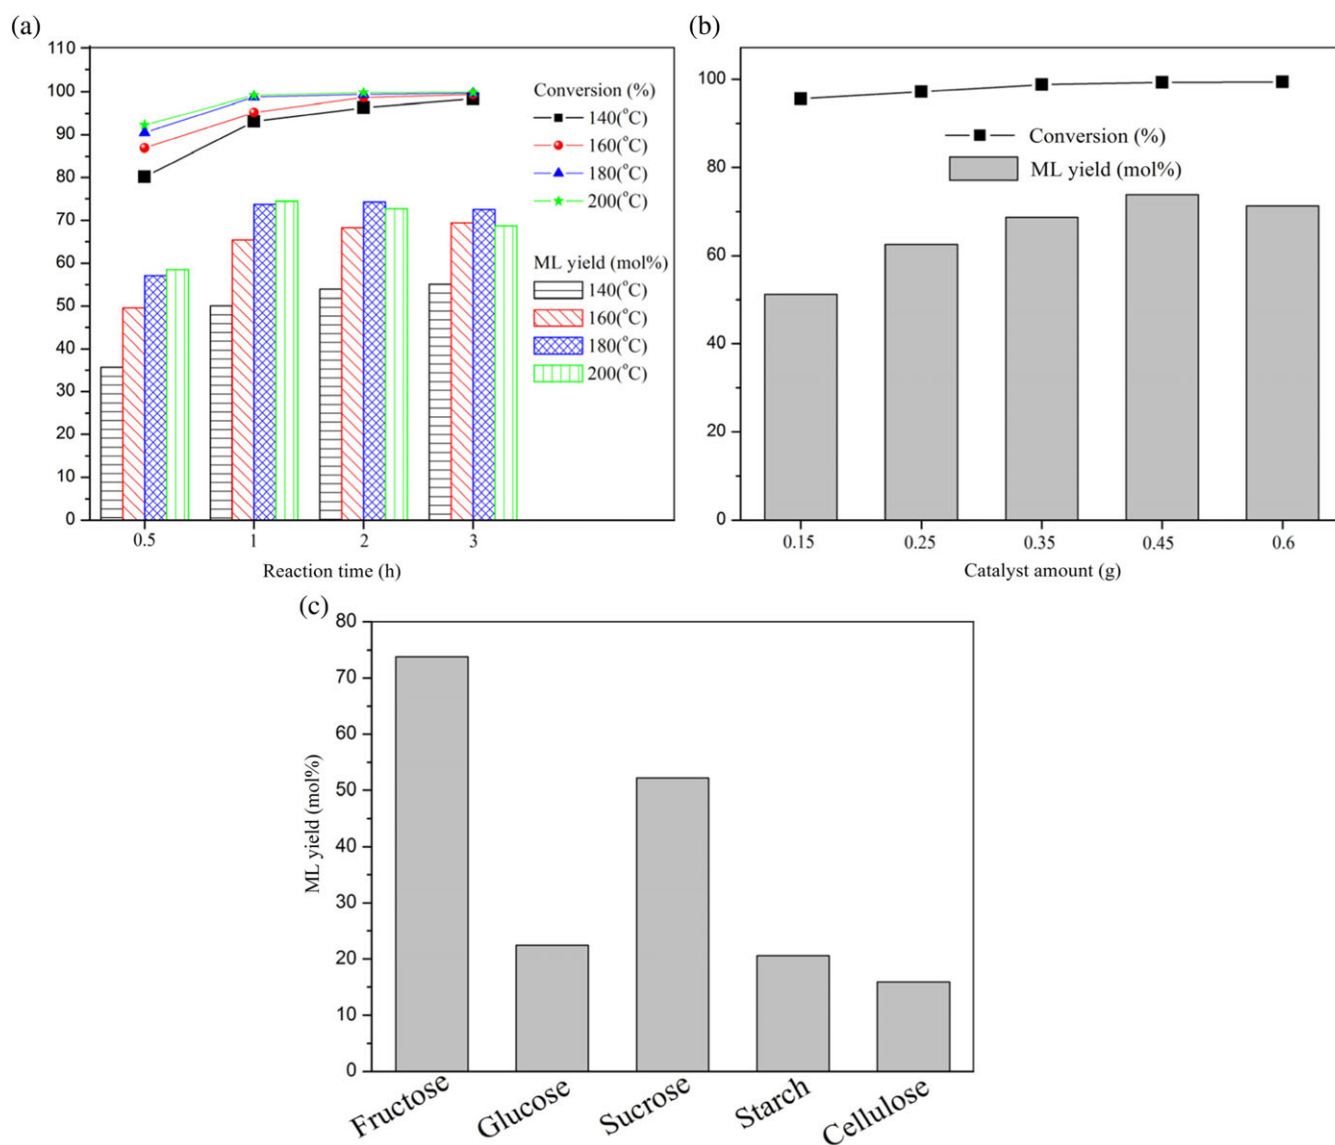 (a)
110
100
90
80
70
60
50
40
30
20
10
0
0.5 1 2 3
Reaction time (h)
Conversion (%)
140(°C)
160(°C)
180(°C)
200(°C)
ML yield (mol%)
140(°C)
160(°C)
180(°C)
200(°C)
(b)
100
80
60
40
20
0
Conversion (%)
ML yield (mol%)
0.15 0.25 0.35 0.45 0.6
Catalyst amount (g)
(c)
80
70
60
50
40
30
20
10
0
ML yield (mol%)
Fructose Glucose Sucrose Starch Cellulose